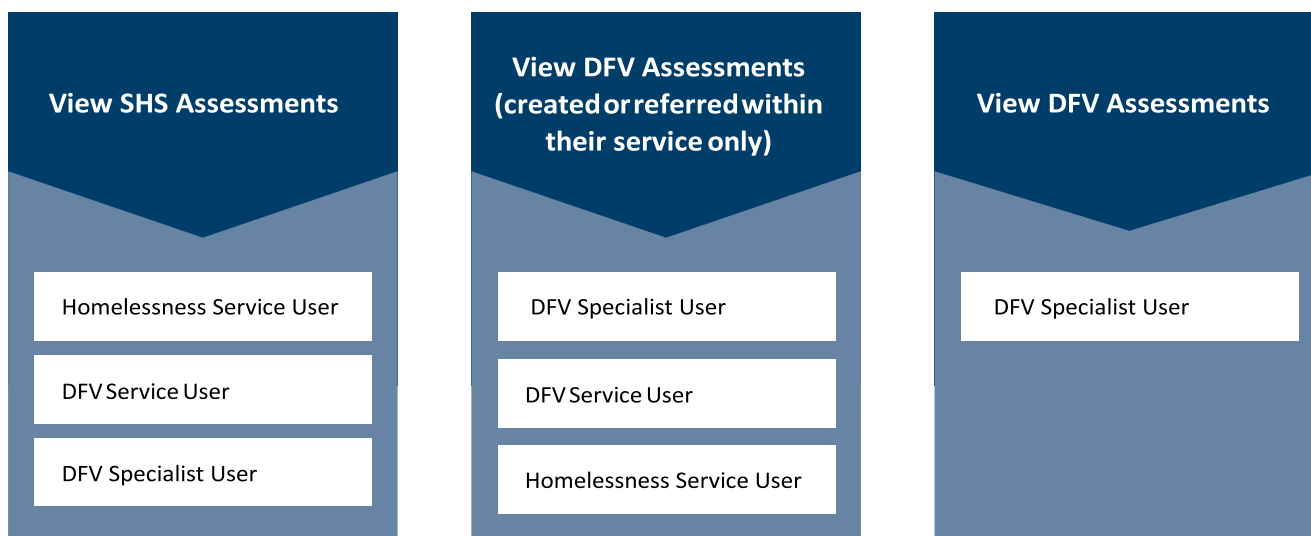 View SHS Assessments
Homelessness Service User
DFV Service User
DFV Specialist User
View DFV Assessments
(created or referred within
their service only)
DFV Specialist User
DFV Service User
Homelessness Service User
View DFV Assessments
DFV Specialist User